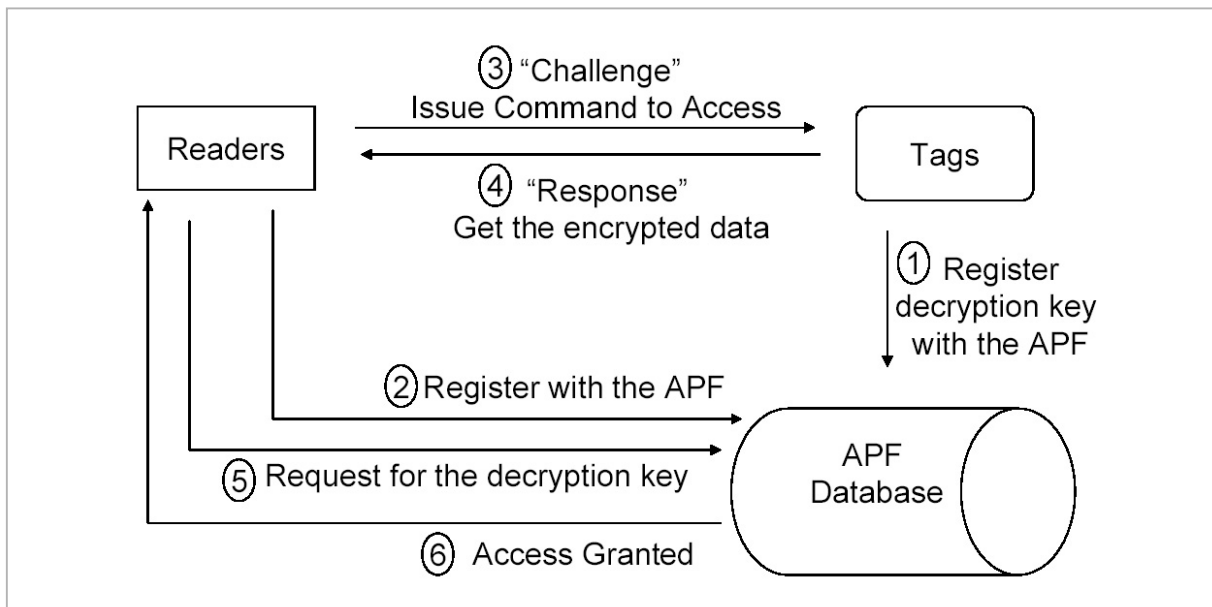 ③ “Challenge”
Issue Command to Access
Readers
Tags
④ “Response”
Get the encrypted data
① Register
decryption key
with the APF
② Register with the APF
⑤ Request for the decryption key
APF
Database
⑥ Access Granted